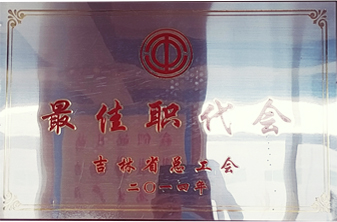 最佳职代会
吉林省总工会
二〇一四年